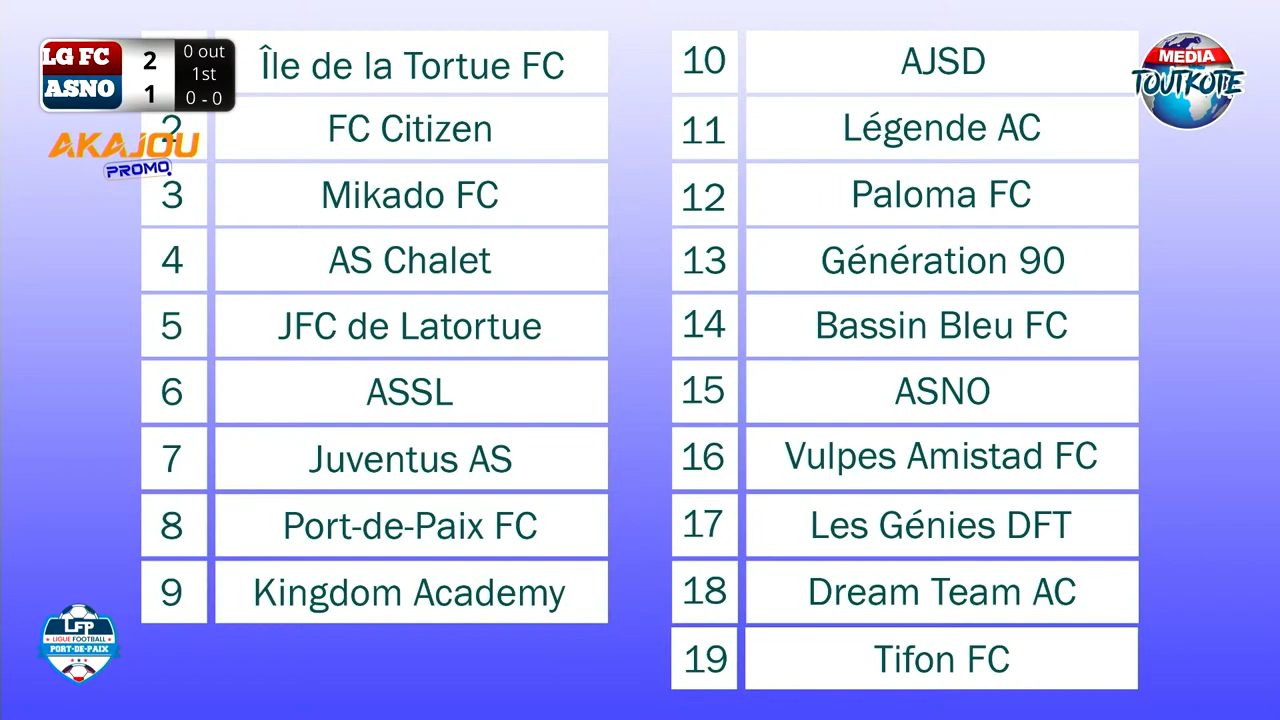 LG FC 2 0 out
1st
ASNO 1 0 - 0
AKAJOU
PROMO.
Île de la Tortue FC
2 FC Citizen
3 Mikado FC
4 AS Chalet
5 JFC de Latortue
6 ASSL
7 Juventus AS
8 Port-de-Paix FC
9 Kingdom Academy
10 AJSD
11 Légende AC
12 Paloma FC
13 Génération 90
14 Bassin Bleu FC
15 ASNO
16 Vulpes Amistad FC
17 Les Génies DFT
18 Dream Team AC
19 Tifon FC
MEDIA
TOUTKOTE
LFP
LIGUE FOOTBALL
PORT-DE-PAIX